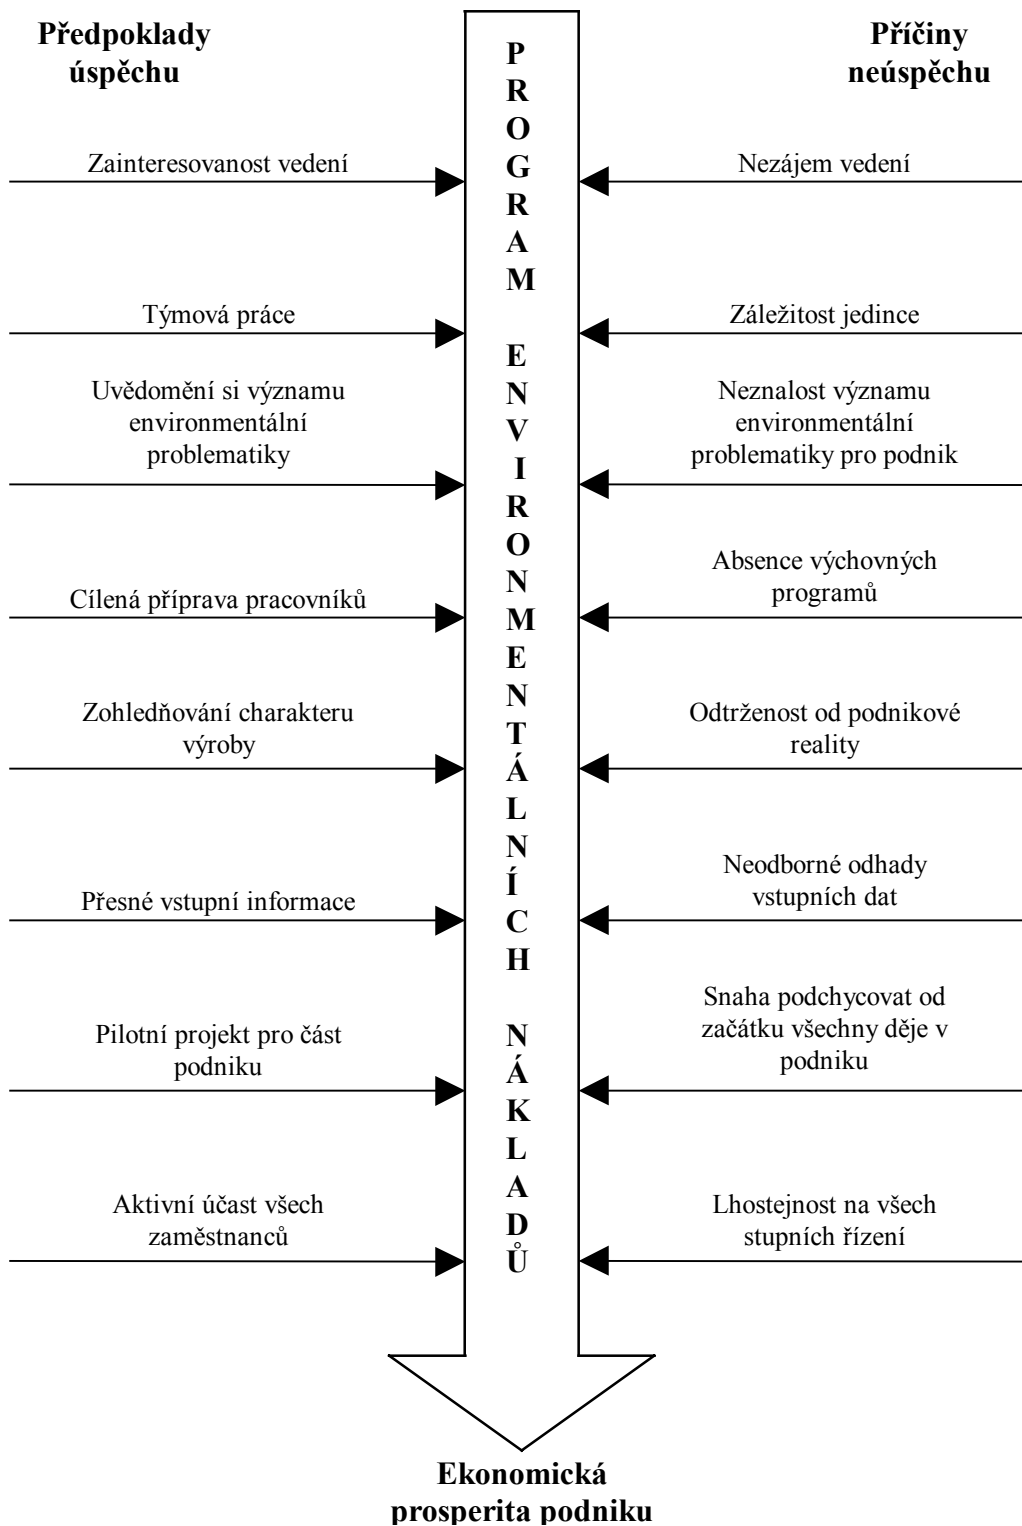 Předpoklady
úspěchu
Zainteresovanost vedení
Týmová práce
Uvědomění si významu
environmentální
problematiky
Cílená příprava pracovníků
Zohledňování charakteru
výroby
Přesné vstupní informace
Pilotní projekt pro část
podniku
Aktivní účast všech
zaměstnanců
P
R
O
G
R
A
M
E
N
V
I
R
O
N
M
E
N
T
Á
L
N
Í
C
H
N
Á
K
L
A
D
Ů
Příčiny
neúspěchu
Nezájem vedení
Záležitost jedince
Neznalost významu
environmentální
problematiky pro podnik
Absence výchovných
programů
Odtrženost od podnikové
reality
Neodborné odhady
vstupních dat
Snaha podchycovat od
začátku všechny děje v
podniku
Lhostejnost na všech
stupních řízení
Ekonomická
prosperita podniku